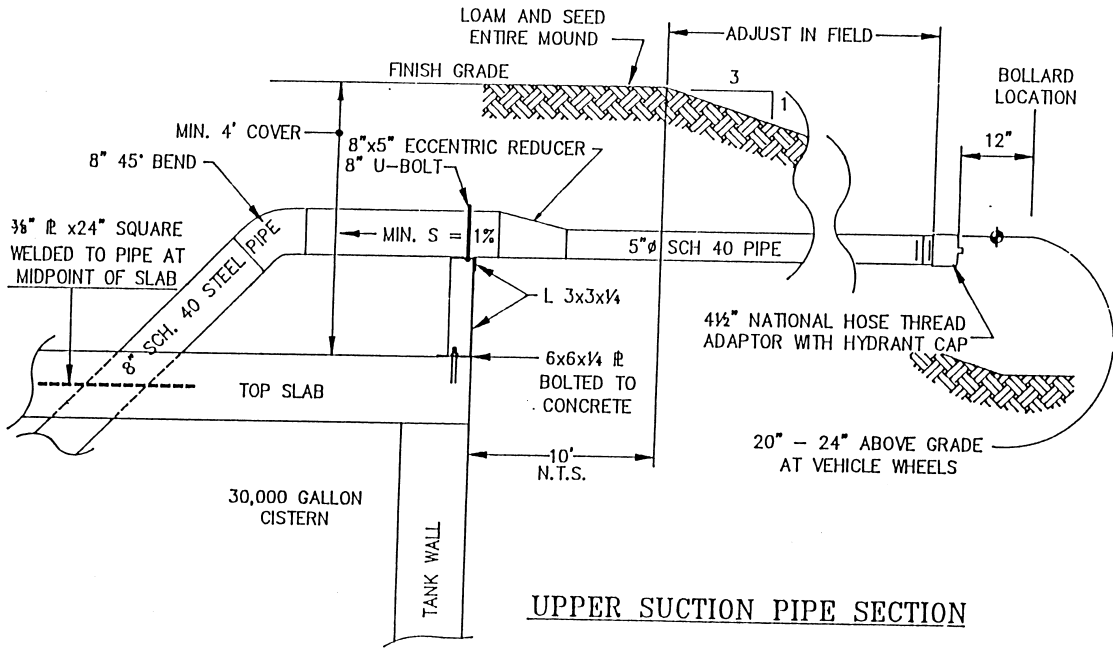 LOAM AND SEED
ENTIRE MOUND
ADJUST IN FIELD
FINISH GRADE
3
1
BOLLARD
LOCATION
12"
MIN. 4' COVER
8" 45° BEND
8"x5" ECCENTRIC REDUCER
8" U-BOLT
⅜" ⅊ x24" SQUARE
WELDED TO PIPE AT
MIDPOINT OF SLAB
8" SCH. 40 STEEL PIPE
MIN. S = 1%
5"ø SCH 40 PIPE
L 3x3x¼
4½" NATIONAL HOSE THREAD
ADAPTOR WITH HYDRANT CAP
6x6x¼ ⅊
BOLTED TO
CONCRETE
TOP SLAB
20" - 24" ABOVE GRADE
AT VEHICLE WHEELS
10'
N.T.S.
30,000 GALLON
CISTERN
TANK WALL
UPPER SUCTION PIPE SECTION